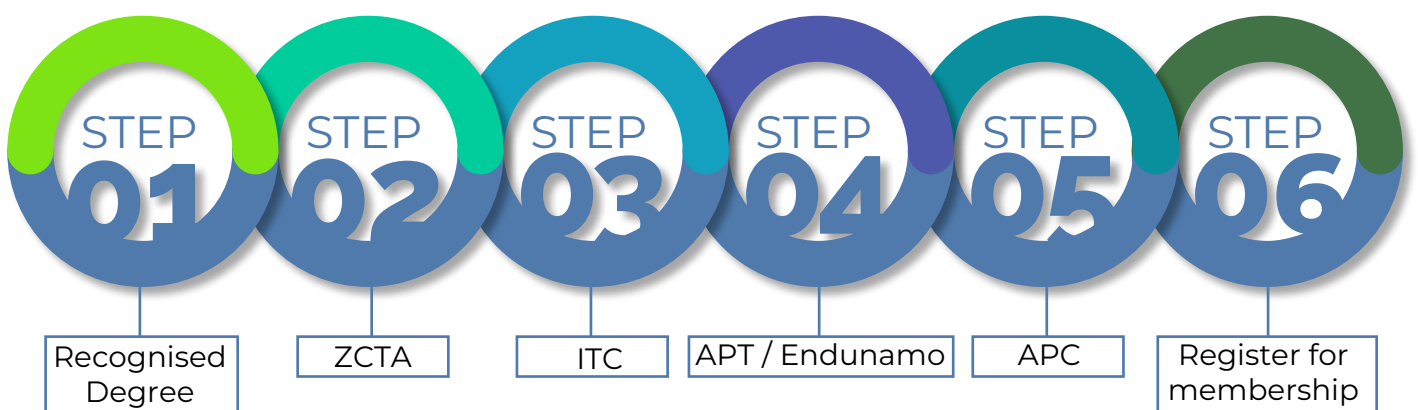 STEP
01
Recognised
Degree
STEP
02
ZCTA
STEP
03
ITC
STEP
04
APT / Endunamo
STEP
05
APC
STEP
06
Register for
membership